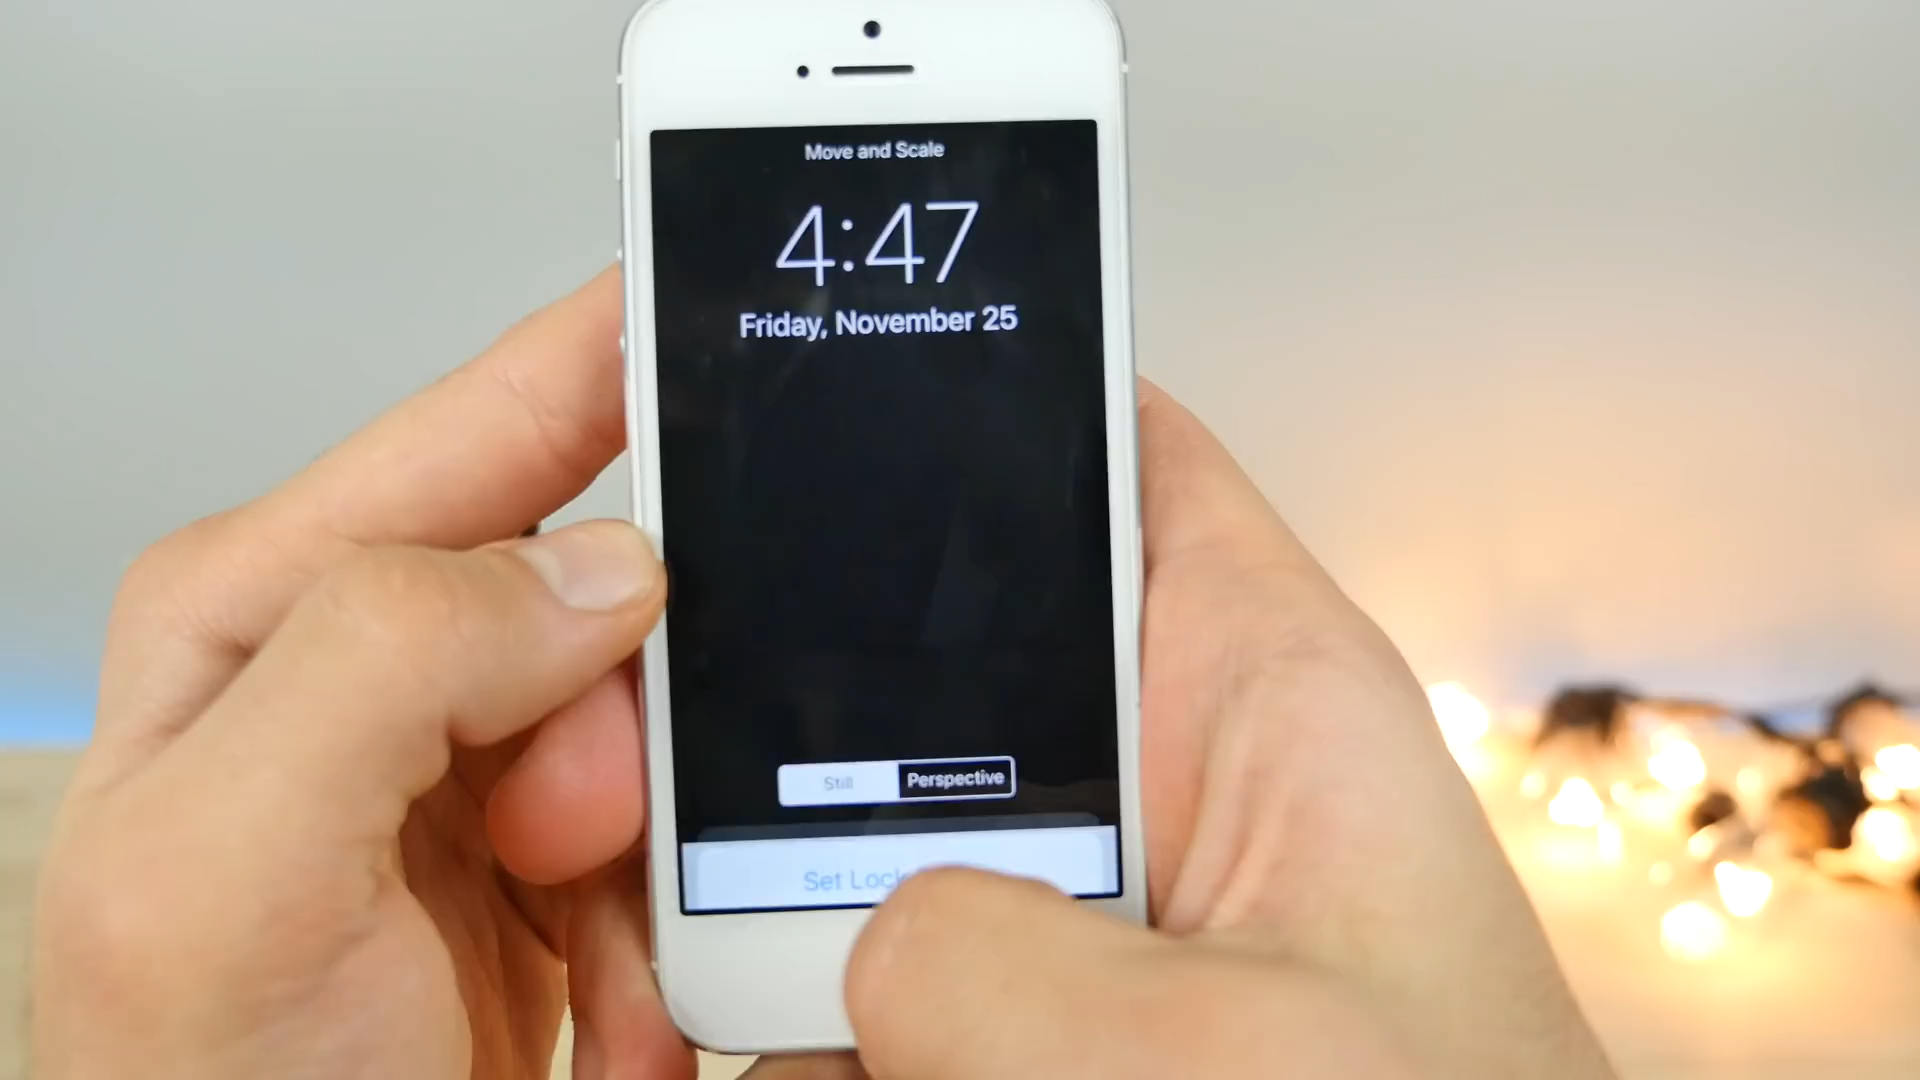 Move and Scale
4:47
Friday, November 25
Still Perspective
Set Lock